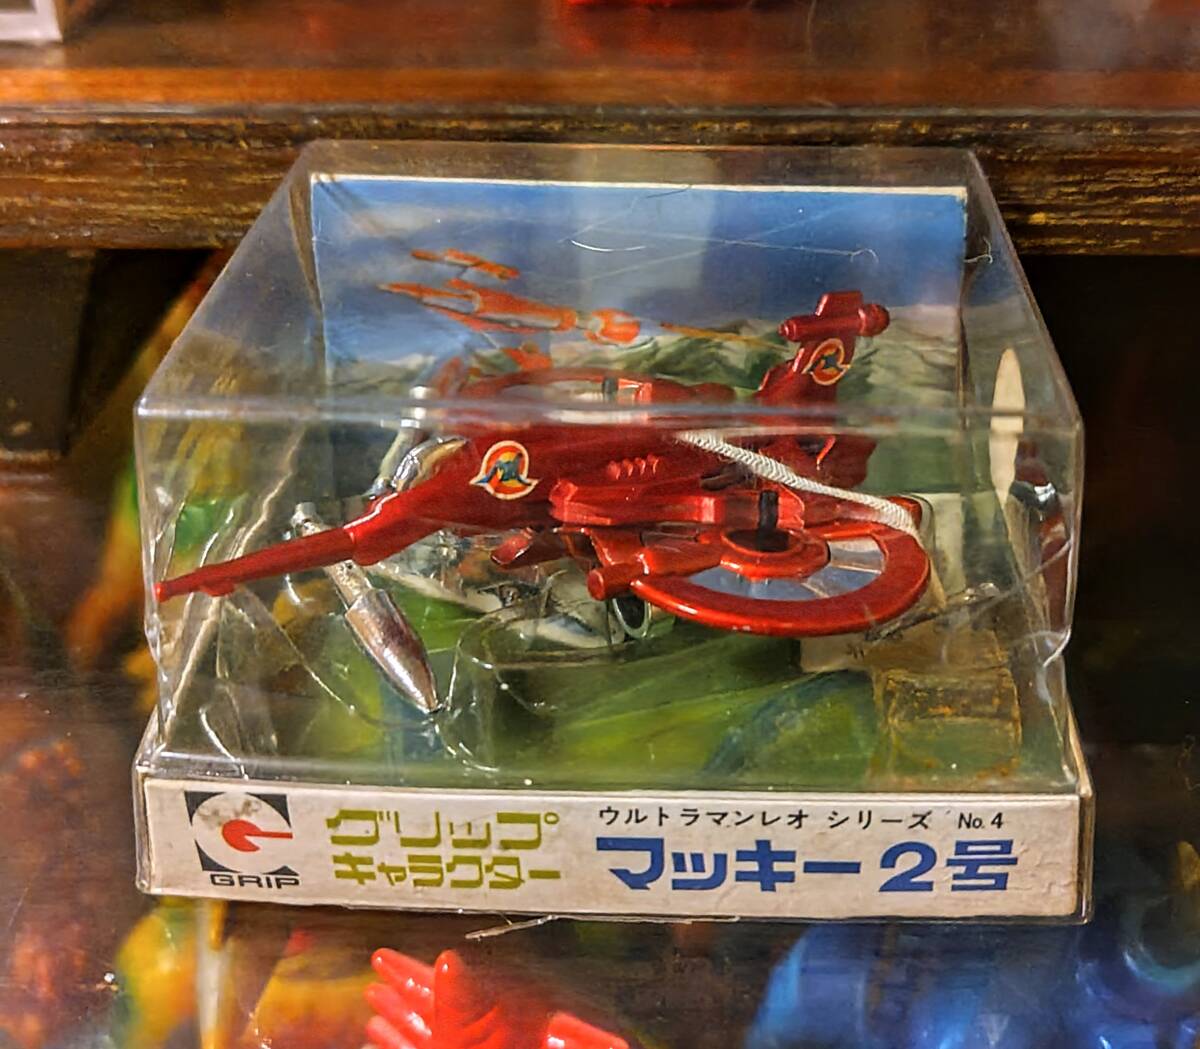 GRIP
グリップ
キャラクター
ウルトラマンレオ シリーズ No.4
マッキー2号